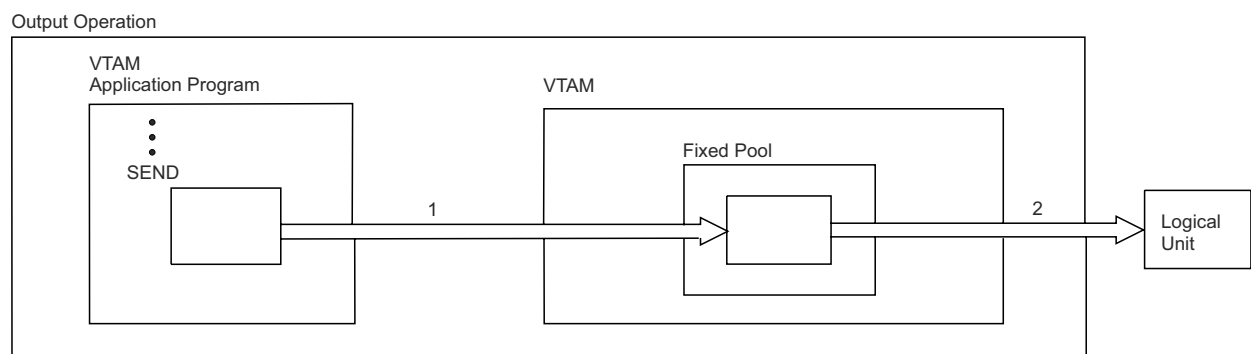 Output Operation
VTAM
Application Program
VTAM
Fixed Pool
SEND
1
2
Logical
Unit